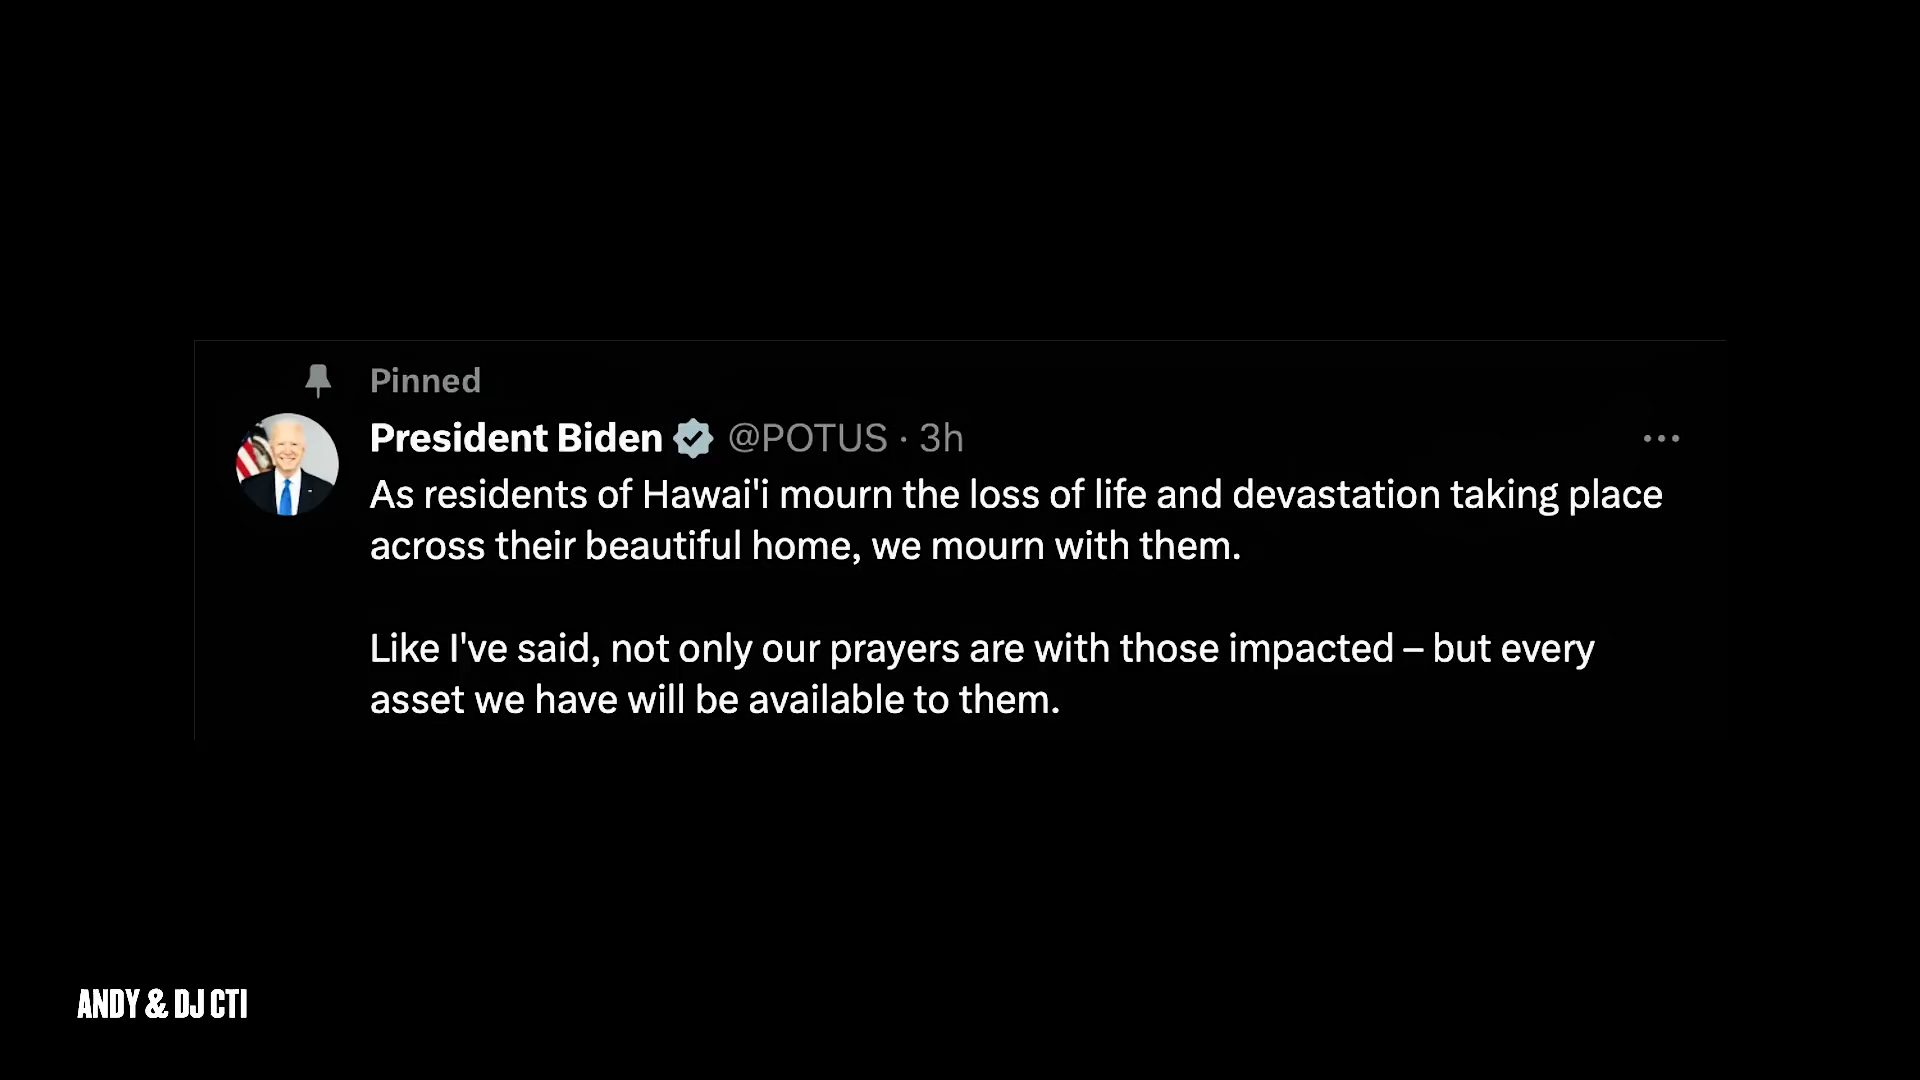 Pinned
President Biden @POTUS · 3h
As residents of Hawai'i mourn the loss of life and devastation taking place
across their beautiful home, we mourn with them.
Like I've said, not only our prayers are with those impacted – but every
asset we have will be available to them.
ANDY & DJ CTI